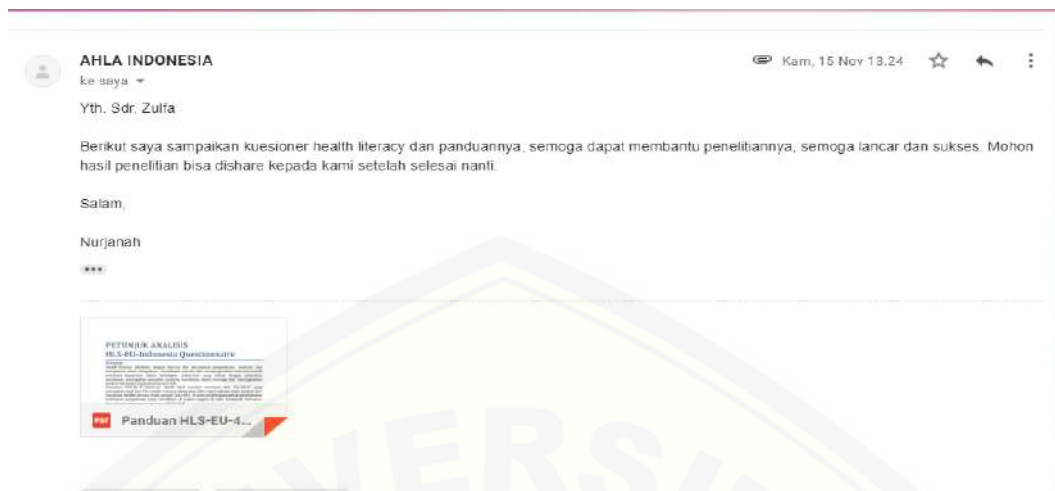 AHLA INDONESIA
Kam, 15 Nov 13.24
ke saya
Yth. Sdr. Zulfa
Berikut saya sampaikan kuesioner health literacy dan panduannya, semoga dapat membantu penelitiannya, semoga lancar dan sukses. Mohon
hasil penelitian bisa dishare kepada kami setelah selesai nanti.
Salam,
Nurjanah
PETUNJUK ANALISIS
HLS-EU-Indonesia Questionnaire
PDF Panduan HLS-EU-4...
VERSI